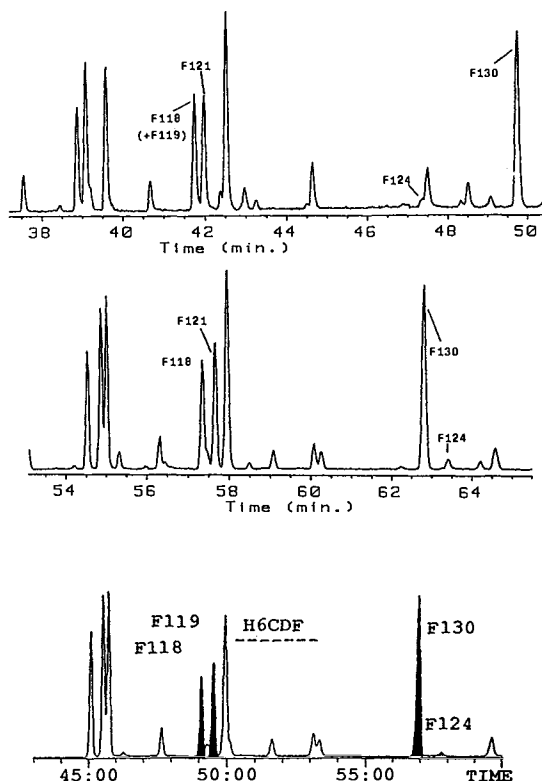 F121
F130
F118
(+F119)
F124
38 40 42 44 46 48 50
Time (min.)
F121
F118
F130
F124
54 56 58 60 62 64
Time (min.)
F119 H6CDF F130
F118
F124
45:00 50:00 55:00 TIME